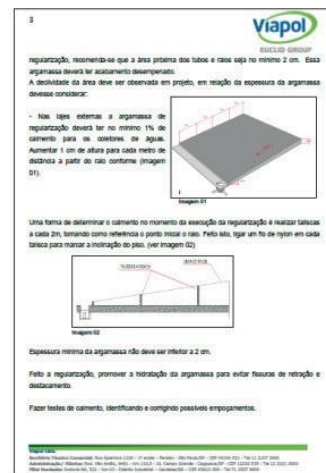 3
Viapol
EUCLID GROUP
regularização, recomenda-se que a área próxima dos tubos e ralos seja no mínimo 2 cm. Essa
argamassa deverá ter acabamento desempenado.
A declividade da área deve ser observada em projeto, em relação da espessura da argamassa
devesse considerar:
- Nas lajes externas a argamassa de
regularização deverá ter no mínimo 1% de
caimento para os coletores de águas.
Aumentar 1 cm de altura para cada metro de
distância a partir do ralo conforme (imagem
01).
Imagem 01
Uma forma de determinar o caimento no momento da execução da regularização é realizar taliscas
a cada 2m, tomando como referência o ponto inicial o ralo. Feito isto, ligar um fio de nylon em cada
talisca para marcar a inclinação do piso. (ver imagem 02)
Imagem 02
Espessura mínima da argamassa não deve ser inferior a 2 cm.
Feito a regularização, promover a hidratação da argamassa para evitar fissuras de retração e
destacamento.
Fazer testes de caimento, identificando e corrigindo possíveis empoçamentos.
Viapol Ltda.